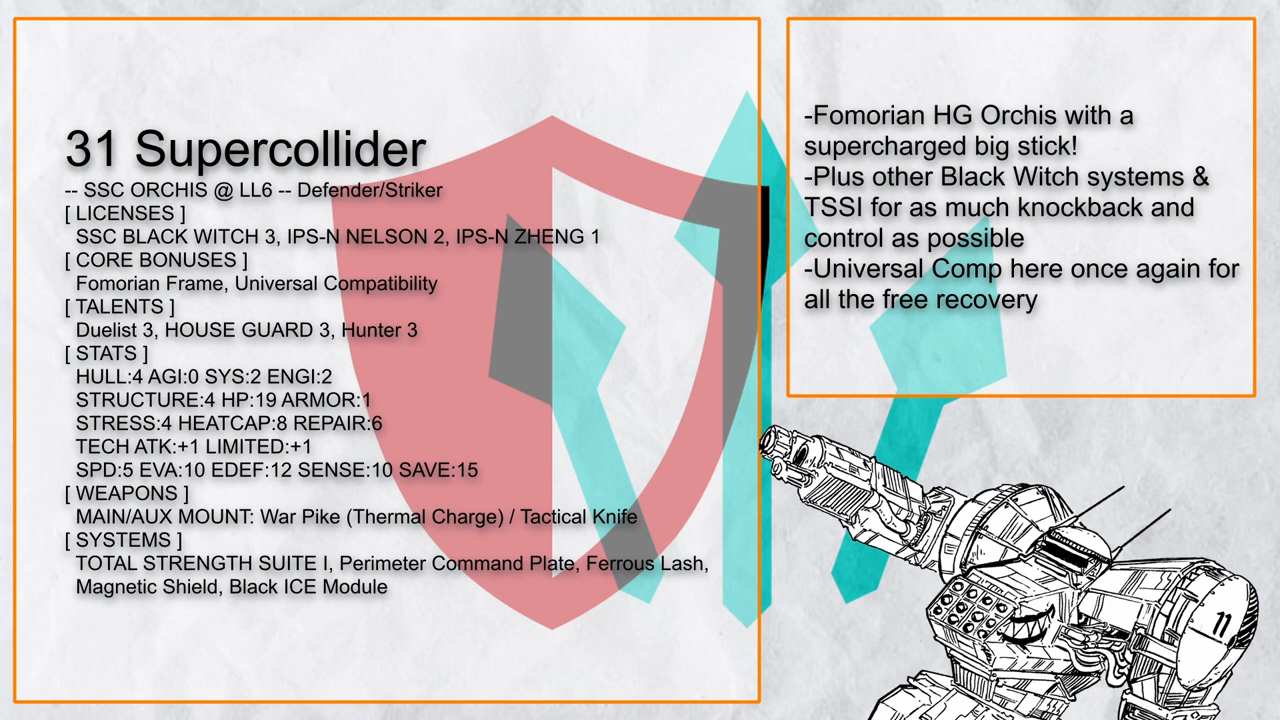 31 Supercollider
-- SSC ORCHIS @ LL6 -- Defender/Striker
[ LICENSES ]
SSC BLACK WITCH 3, IPS-N NELSON 2, IPS-N ZHENG 1
[ CORE BONUSES ]
Fomorian Frame, Universal Compatibility
[ TALENTS ]
Duelist 3, HOUSE GUARD 3, Hunter 3
[ STATS ]
HULL:4 AGI:0 SYS:2 ENGI:2
STRUCTURE:4 HP:19 ARMOR:1
STRESS:4 HEATCAP:8 REPAIR:6
TECH ATK:+1 LIMITED:+1
SPD:5 EVA:10 EDEF:12 SENSE:10 SAVE:15
[ WEAPONS ]
MAIN/AUX MOUNT: War Pike (Thermal Charge) / Tactical Knife
[ SYSTEMS ]
TOTAL STRENGTH SUITE I, Perimeter Command Plate, Ferrous Lash,
Magnetic Shield, Black ICE Module
-Fomorian HG Orchis with a
supercharged big stick!
-Plus other Black Witch systems &
TSSI for as much knockback and
control as possible
-Universal Comp here once again for
all the free recovery
11